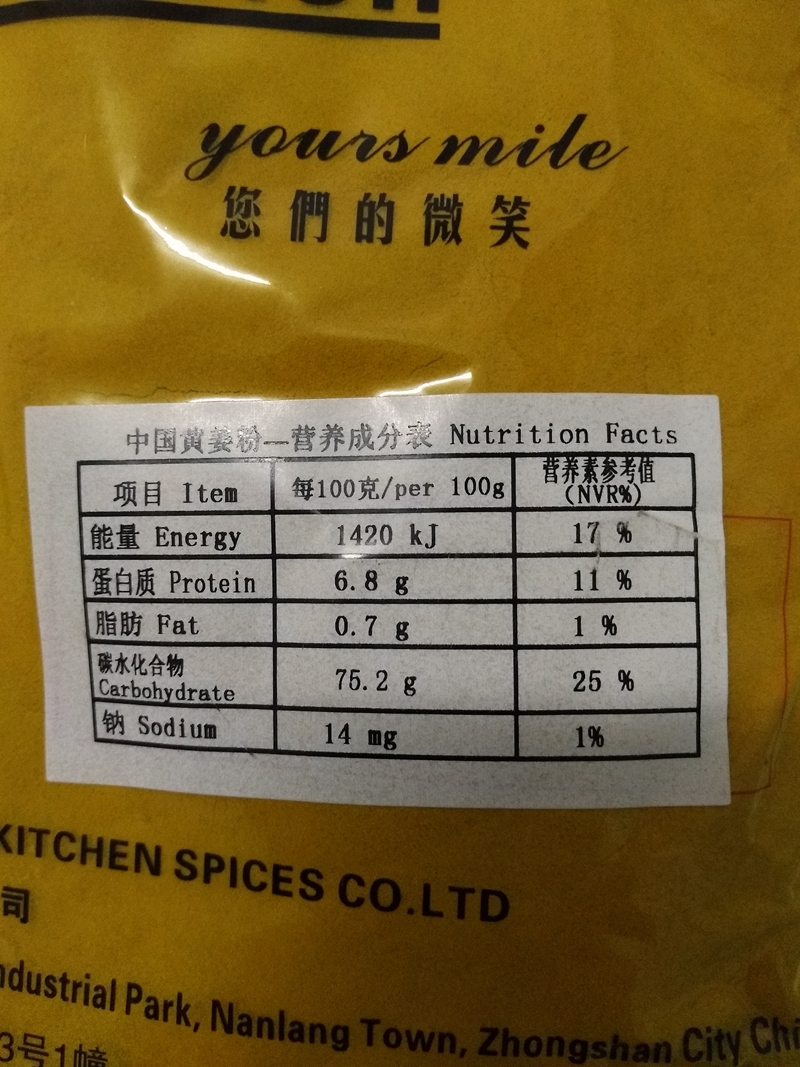 yours mile
您們的微笑
中国黄姜粉—营养成分表 Nutrition Facts
项目 Item 每100克/per 100g 营养素参考值(NVR%)
能量 Energy 1420 kJ 17 %
蛋白质 Protein 6.8 g 11 %
脂肪 Fat 0.7 g 1 %
碳水化合物 Carbohydrate 75.2 g 25 %
钠 Sodium 14 mg 1%
KITCHEN SPICES CO.LTD
司
Industrial Park, Nanlang Town, Zhongshan City Chi
3号1幢